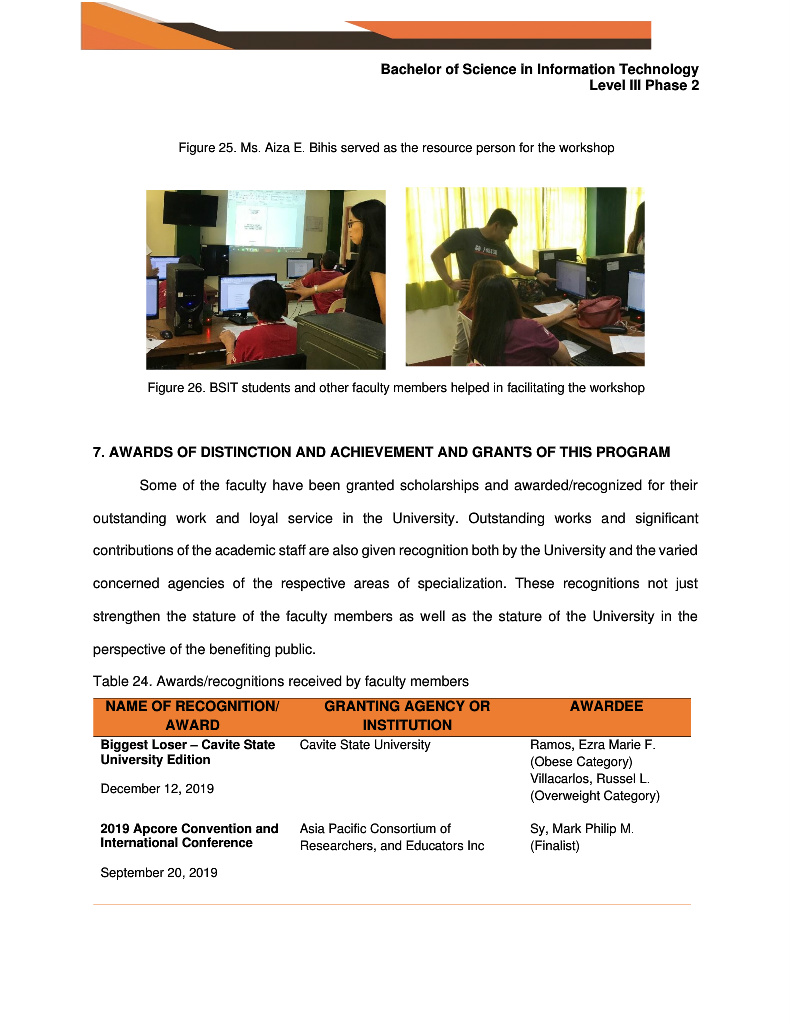 Bachelor of Science in Information Technology
Level III Phase 2
Figure 25. Ms. Aiza E. Bihis served as the resource person for the workshop
Figure 26. BSIT students and other faculty members helped in facilitating the workshop
7. AWARDS OF DISTINCTION AND ACHIEVEMENT AND GRANTS OF THIS PROGRAM
Some of the faculty have been granted scholarships and awarded/recognized for their
outstanding work and loyal service in the University. Outstanding works and significant
contributions of the academic staff are also given recognition both by the University and the varied
concerned agencies of the respective areas of specialization. These recognitions not just
strengthen the stature of the faculty members as well as the stature of the University in the
perspective of the benefiting public.
Table 24. Awards/recognitions received by faculty members
NAME OF RECOGNITION/ AWARD
GRANTING AGENCY OR INSTITUTION
AWARDEE
Biggest Loser – Cavite State
University Edition
December 12, 2019
Cavite State University
Ramos, Ezra Marie F.
(Obese Category)
Villacarlos, Russel L.
(Overweight Category)
2019 Apcore Convention and
International Conference
September 20, 2019
Asia Pacific Consortium of
Researchers, and Educators Inc
Sy, Mark Philip M.
(Finalist)